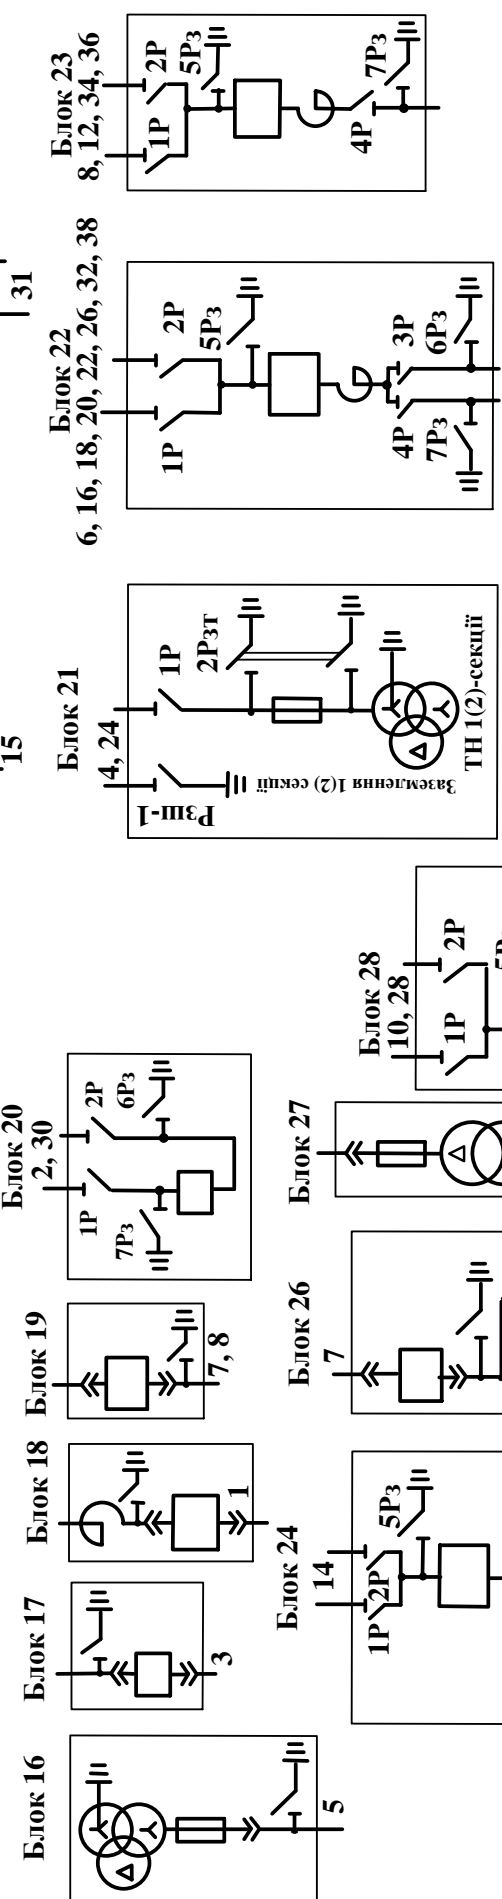 Блок 23
8, 12, 34, 36
2Р
5Рз
1Р
4Р
7Рз
31
Блок 22
6, 16, 18, 20, 22, 26, 32, 38
2Р
5Рз
1Р
3Р
6Рз
4Р
7Рз
15
Блок 21
4, 24
1Р
2Рзт
Рзш-1
Заземлення 1(2) секції
ТН 1(2)-секції
Блок 28
10, 28
2Р
1Р
Блок 20
2, 30
2Р
6Рз
1Р
7Рз
Блок 27
Блок 19
7, 8
Блок 26
7
Блок 18
1
Блок 24
14
5Рз
2Р
1Р
Блок 17
3
Блок 16
5